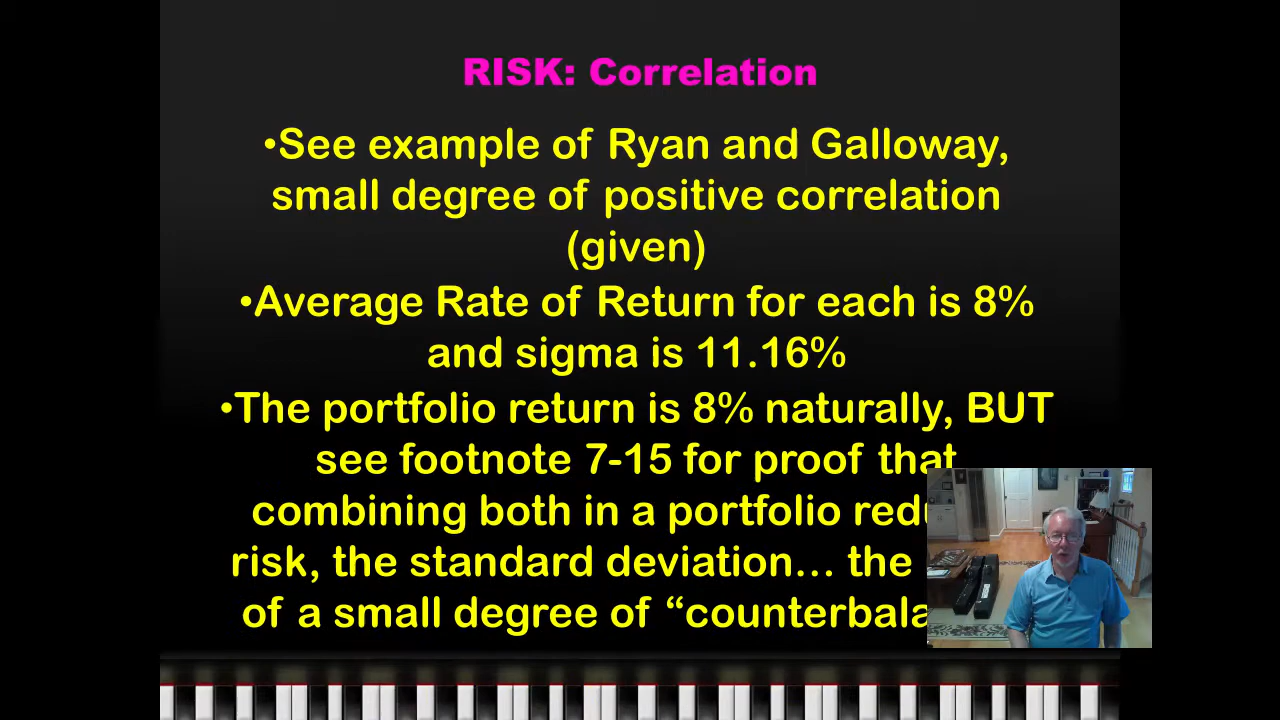 RISK: Correlation
•See example of Ryan and Galloway,
small degree of positive correlation
(given)
•Average Rate of Return for each is 8%
and sigma is 11.16%
•The portfolio return is 8% naturally, BUT
see footnote 7-15 for proof that
combining both in a portfolio
risk, the standard deviation… the
of a small degree of